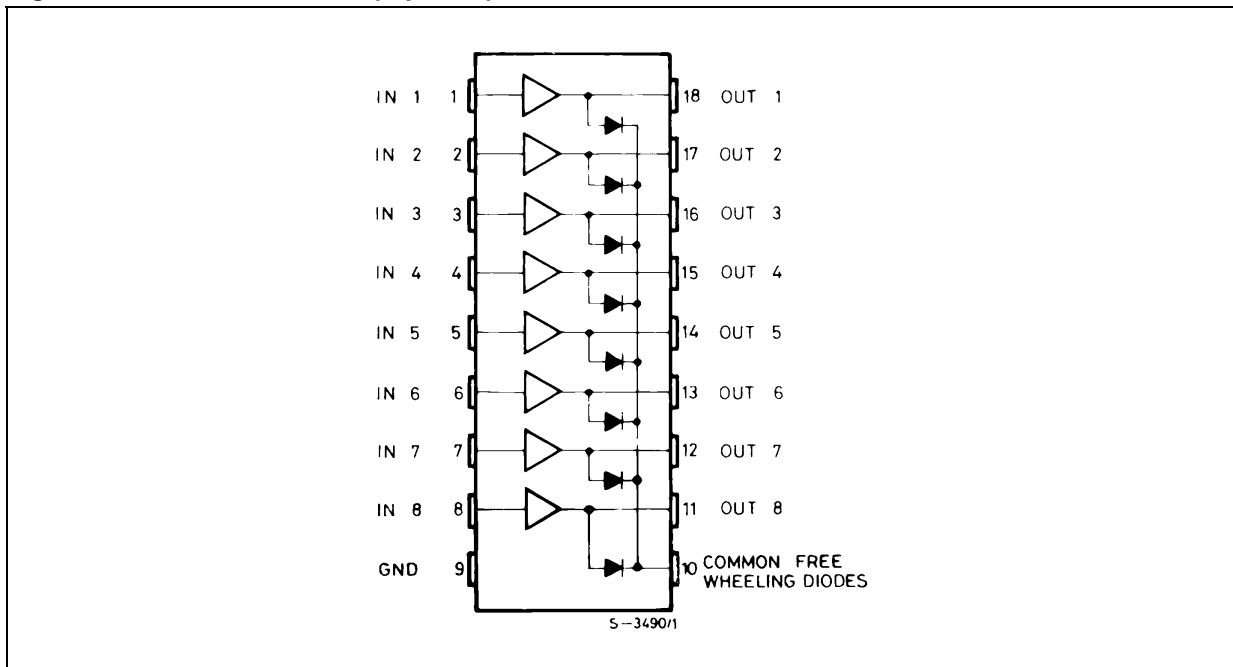 IN 1 1 18 OUT 1
IN 2 2 17 OUT 2
IN 3 3 16 OUT 3
IN 4 4 15 OUT 4
IN 5 5 14 OUT 5
IN 6 6 13 OUT 6
IN 7 7 12 OUT 7
IN 8 8 11 OUT 8
GND 9 10 COMMON FREE
WHEELING DIODES
S-3490/1